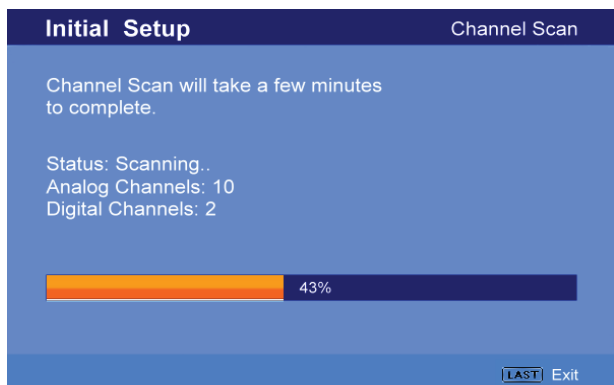 Initial Setup
Channel Scan
Channel Scan will take a few minutes
to complete.
Status: Scanning..
Analog Channels: 10
Digital Channels: 2
43%
LAST Exit